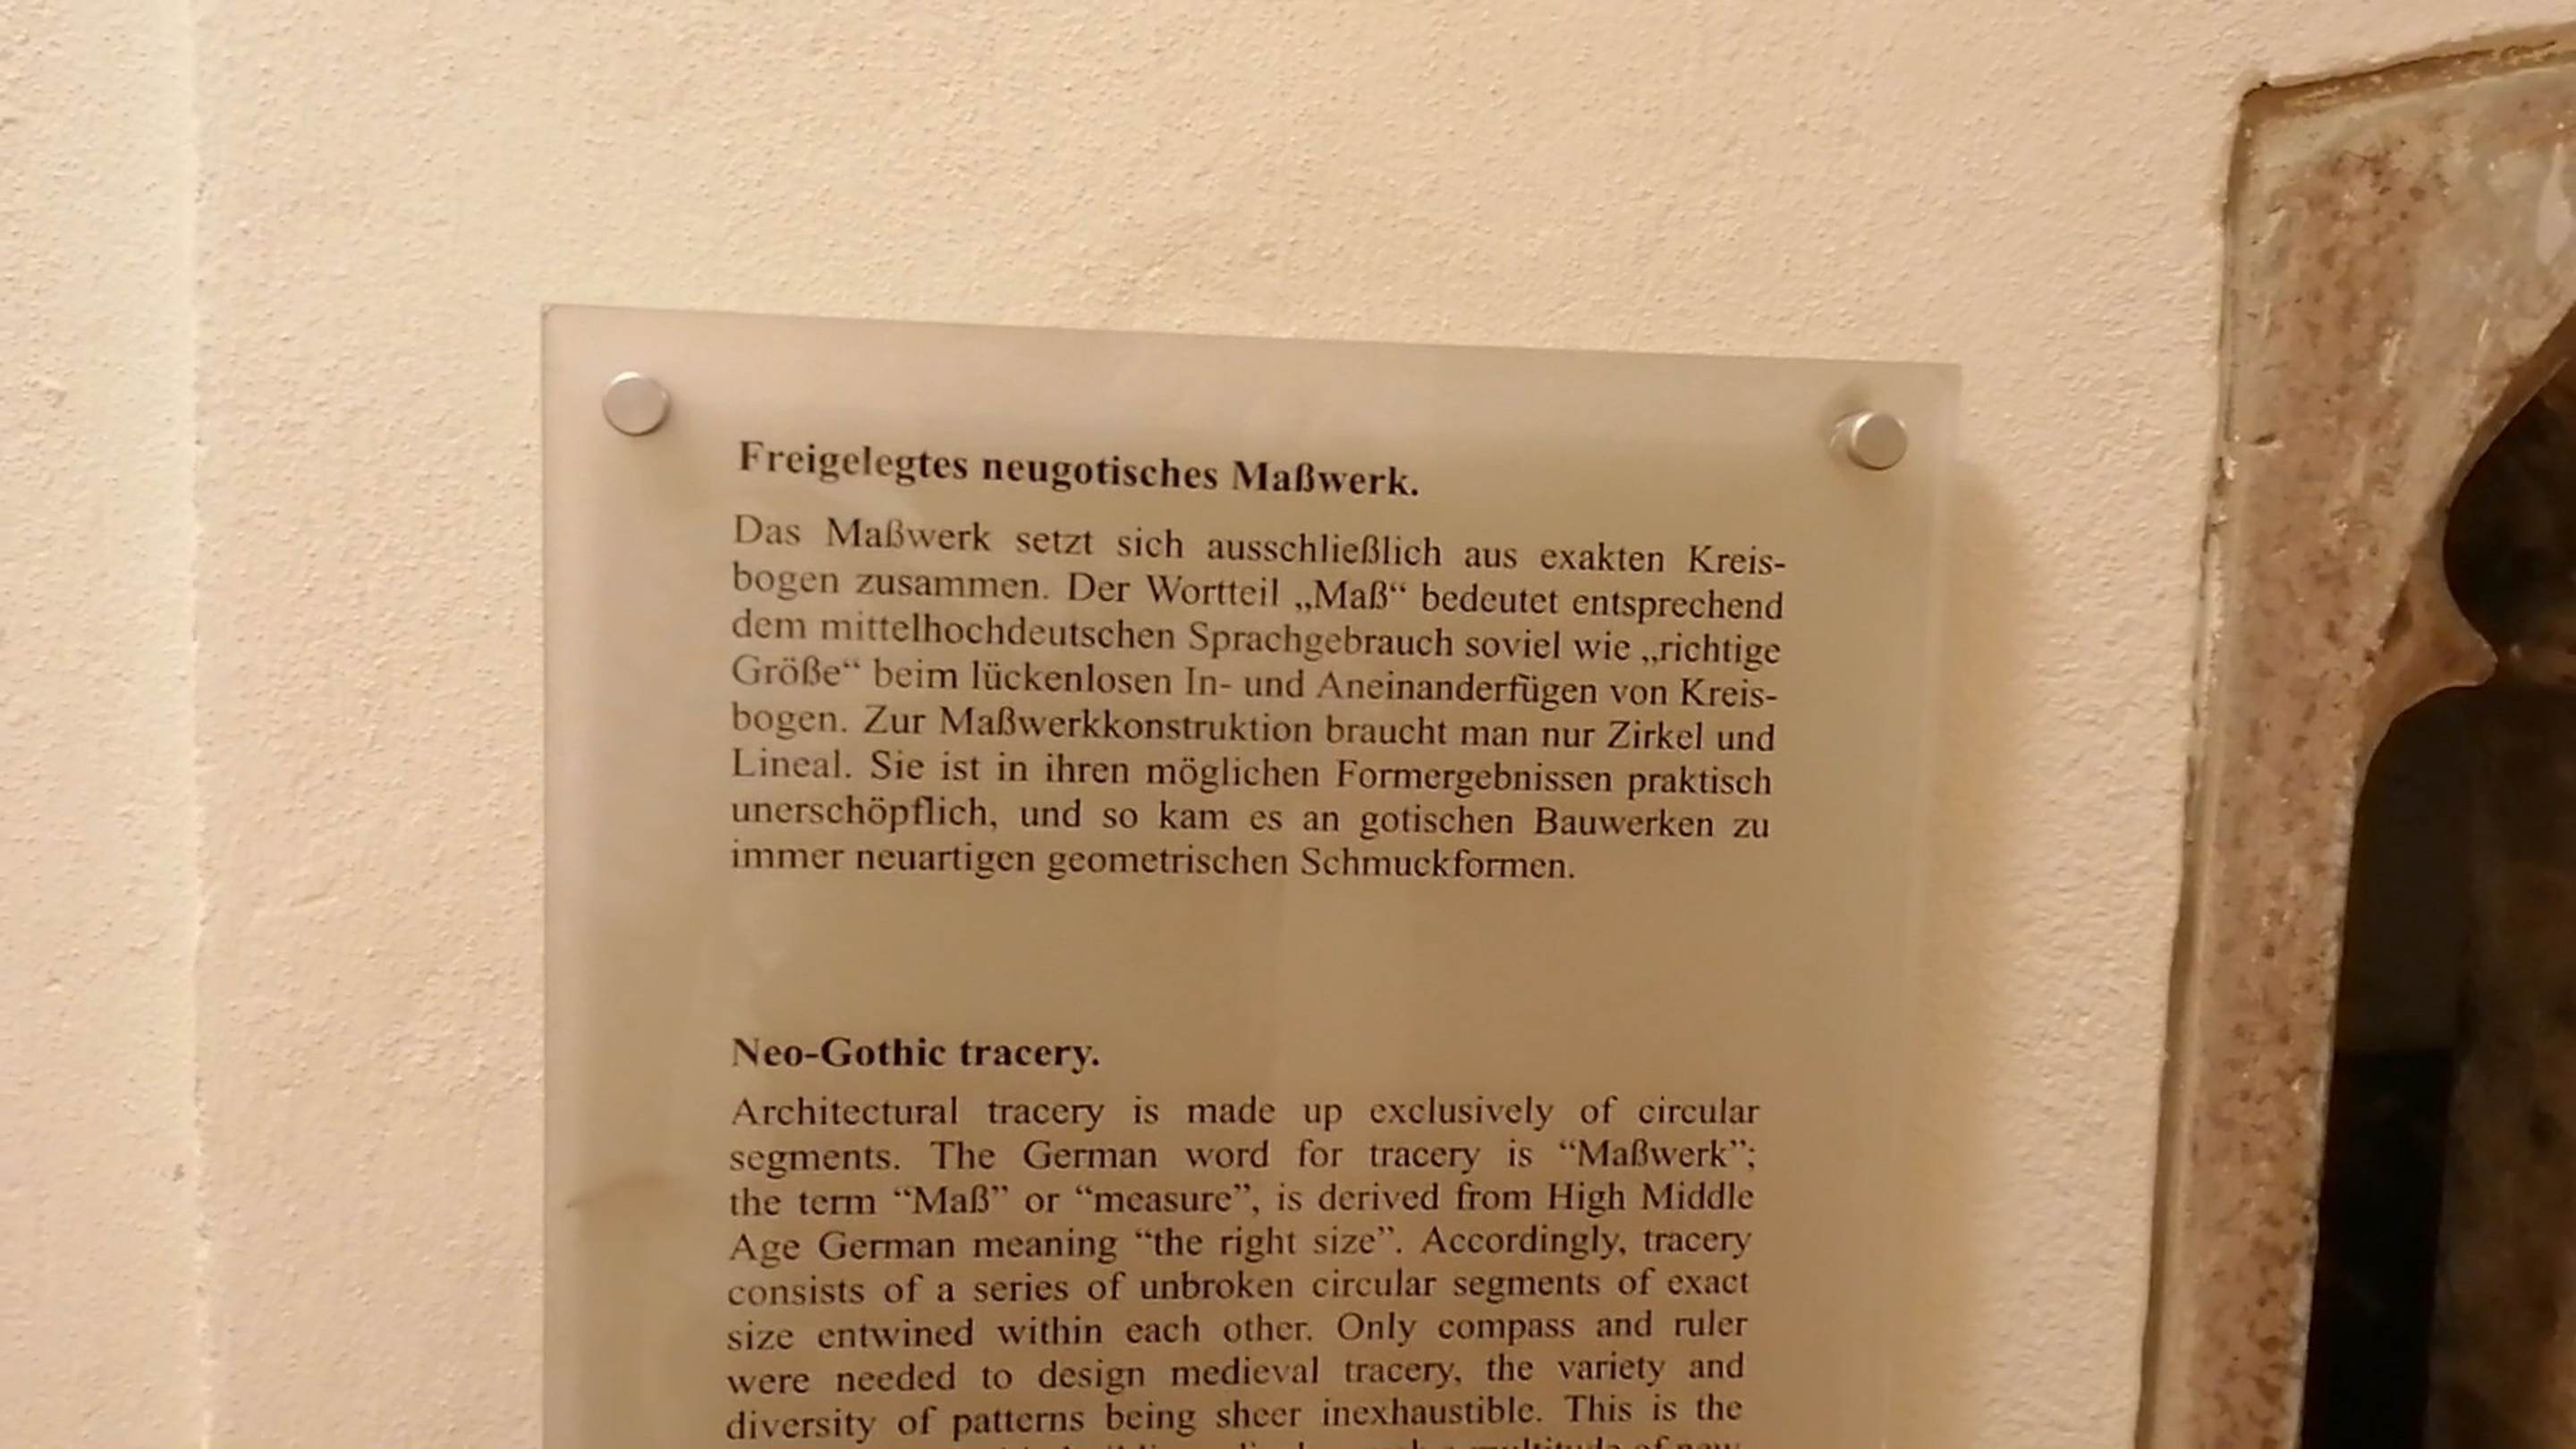 Freigelegtes neugotisches Maßwerk.
Das Maßwerk setzt sich ausschließlich aus exakten Kreis-
bogen zusammen. Der Wortteil „Maß“ bedeutet entsprechend
dem mittelhochdeutschen Sprachgebrauch soviel wie „richtige
Größe“ beim lückenlosen In- und Aneinanderfügen von Kreis-
bogen. Zur Maßwerkkonstruktion braucht man nur Zirkel und
Lineal. Sie ist in ihren möglichen Formergebnissen praktisch
unerschöpflich, und so kam es an gotischen Bauwerken zu
immer neuartigen geometrischen Schmuckformen.
Neo-Gothic tracery.
Architectural tracery is made up exclusively of circular
segments. The German word for tracery is “Maßwerk”;
the term “Maß” or “measure”, is derived from High Middle
Age German meaning “the right size”. Accordingly, tracery
consists of a series of unbroken circular segments of exact
size entwined within each other. Only compass and ruler
were needed to design medieval tracery, the variety and
diversity of patterns being sheer inexhaustible. This is the